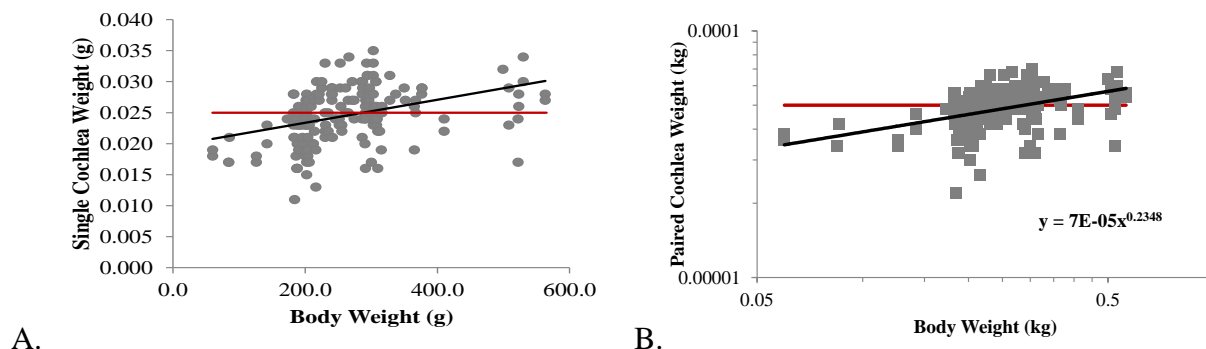 Single Cochlea Weight (g)
0.040
0.035
0.030
0.025
0.020
0.015
0.010
0.005
0.000
0.0
200.0
400.0
600.0
Body Weight (g)
A.
Paired Cochlea Weight (kg)
0.0001
0.00001
y = 7E-05x^0.2348
0.05
0.5
Body Weight (kg)
B.